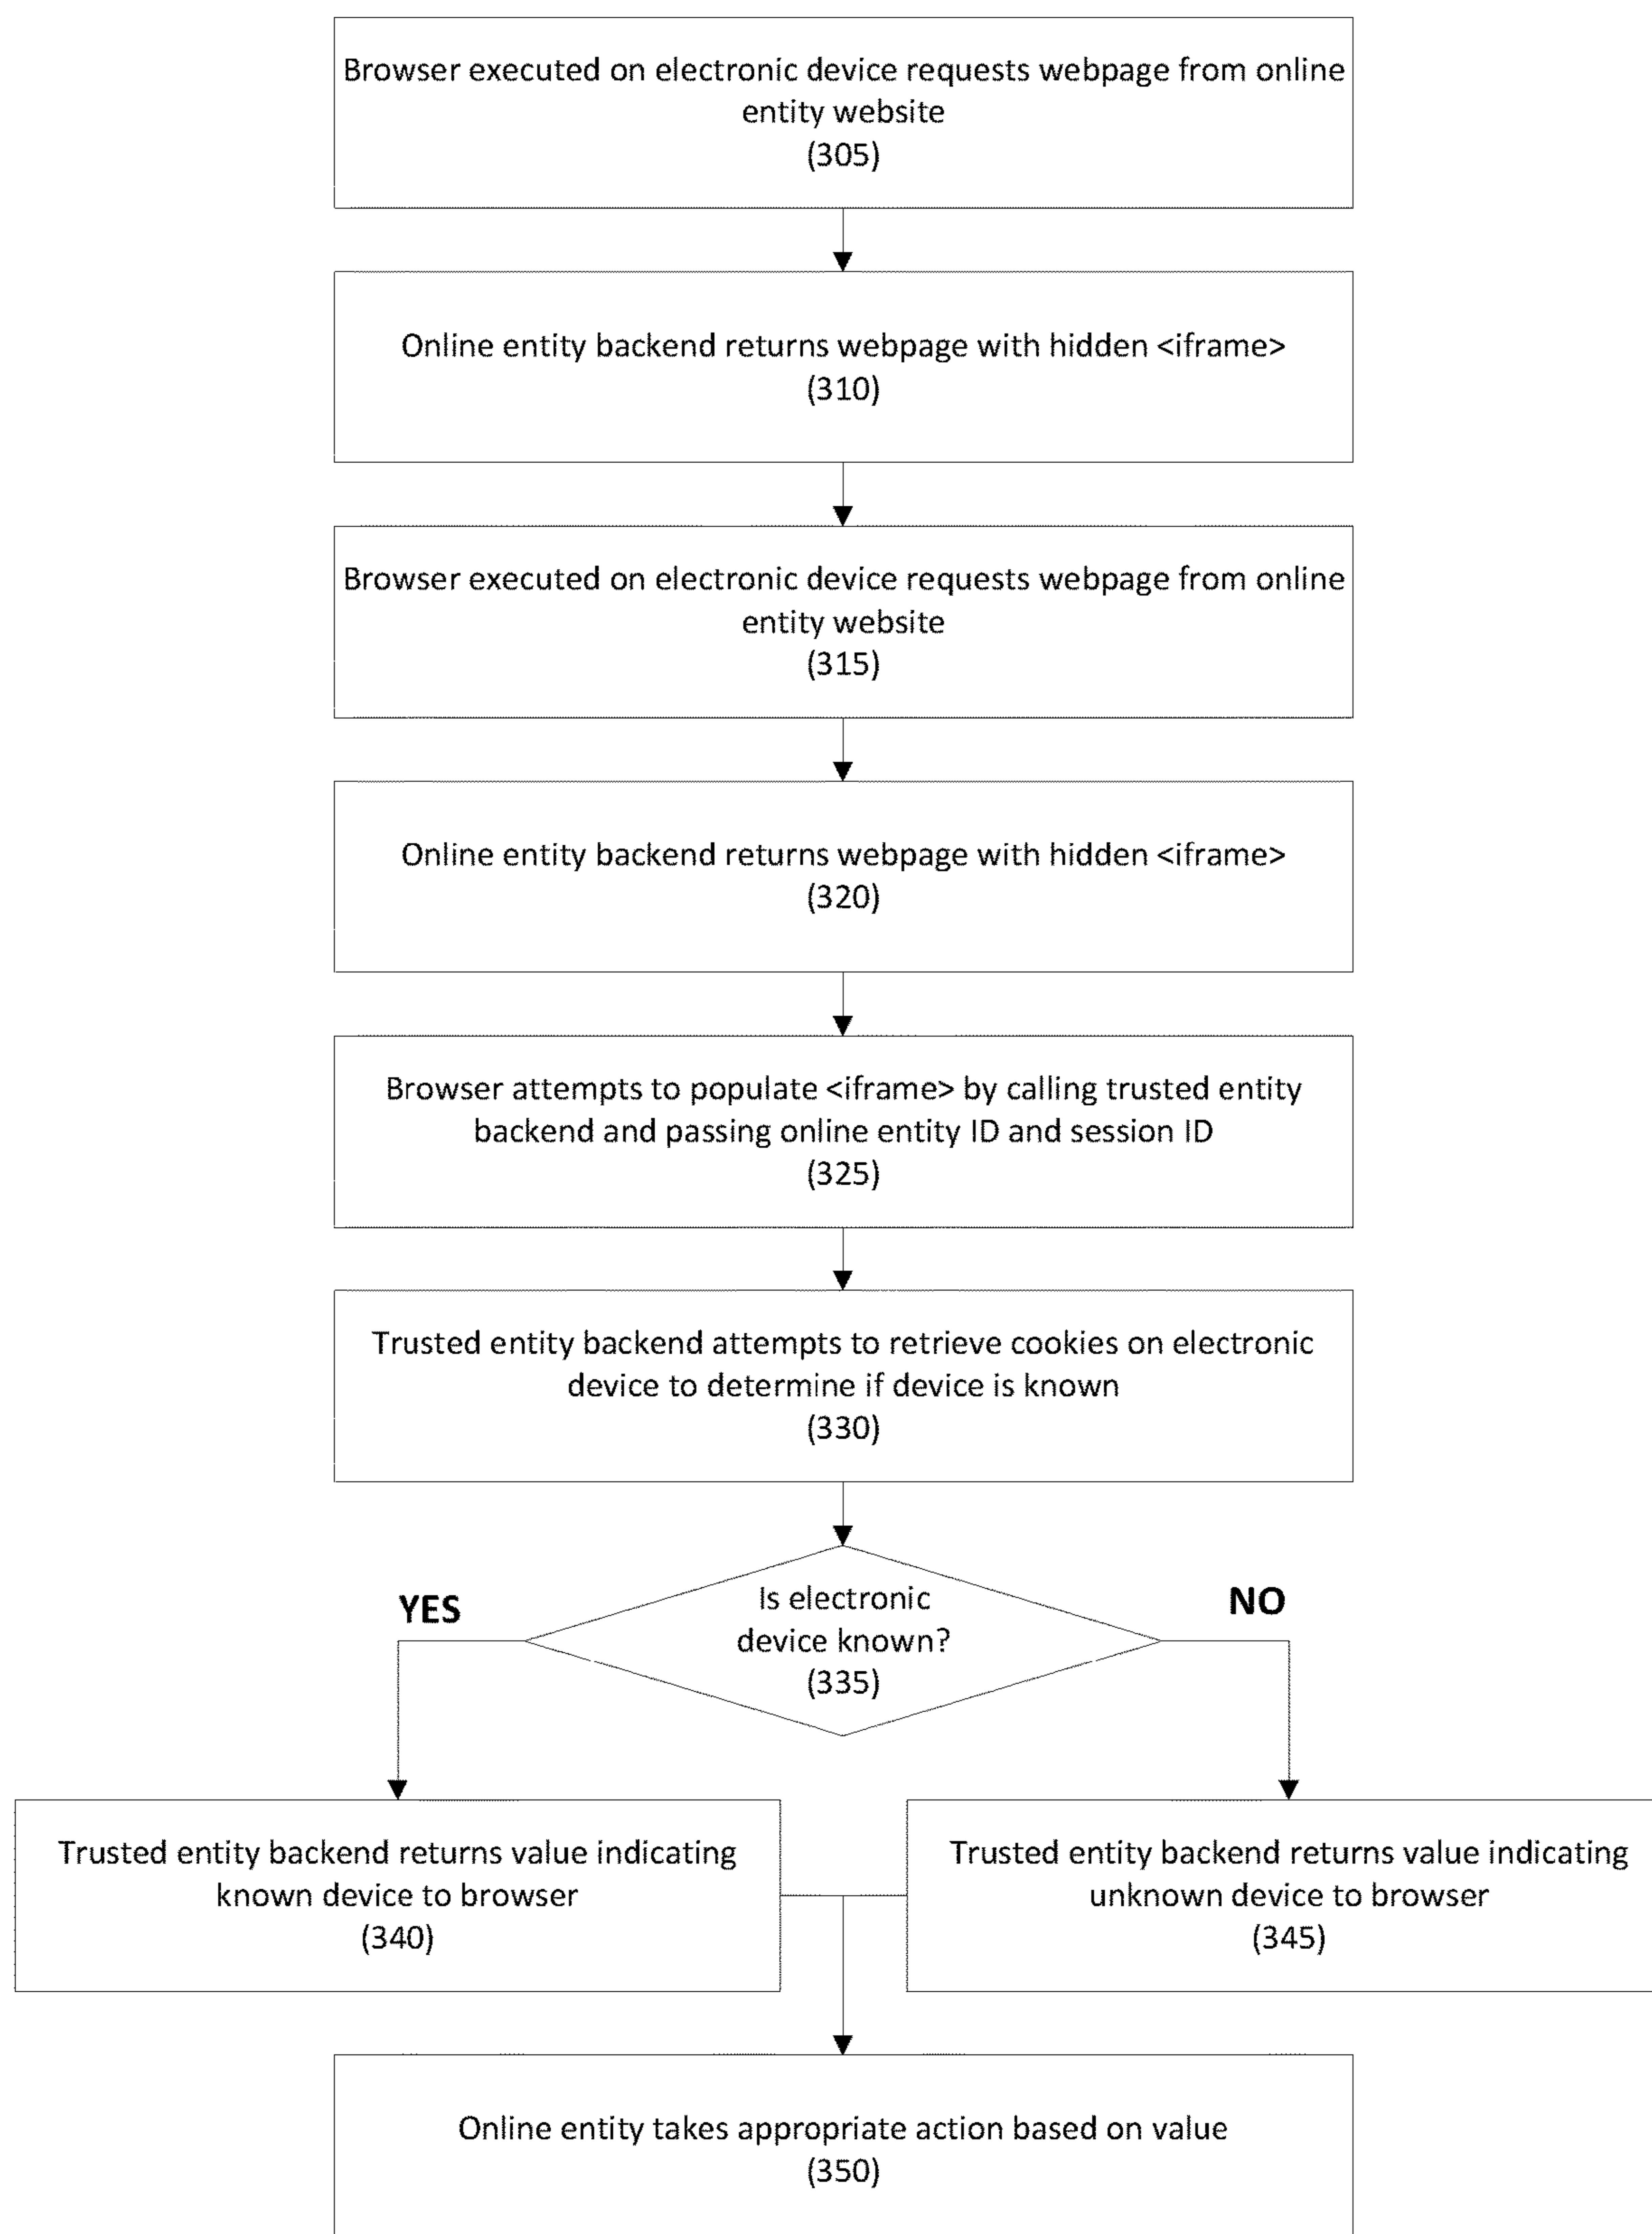 Browser executed on electronic device requests webpage from online
entity website
(305)
Online entity backend returns webpage with hidden <iframe>
(310)
Browser executed on electronic device requests webpage from online
entity website
(315)
Online entity backend returns webpage with hidden <iframe>
(320)
Browser attempts to populate <iframe> by calling trusted entity
backend and passing online entity ID and session ID
(325)
Trusted entity backend attempts to retrieve cookies on electronic
device to determine if device is known
(330)
Is electronic
device known?
(335)
YES
NO
Trusted entity backend returns value indicating
known device to browser
(340)
Trusted entity backend returns value indicating
unknown device to browser
(345)
Online entity takes appropriate action based on value
(350)